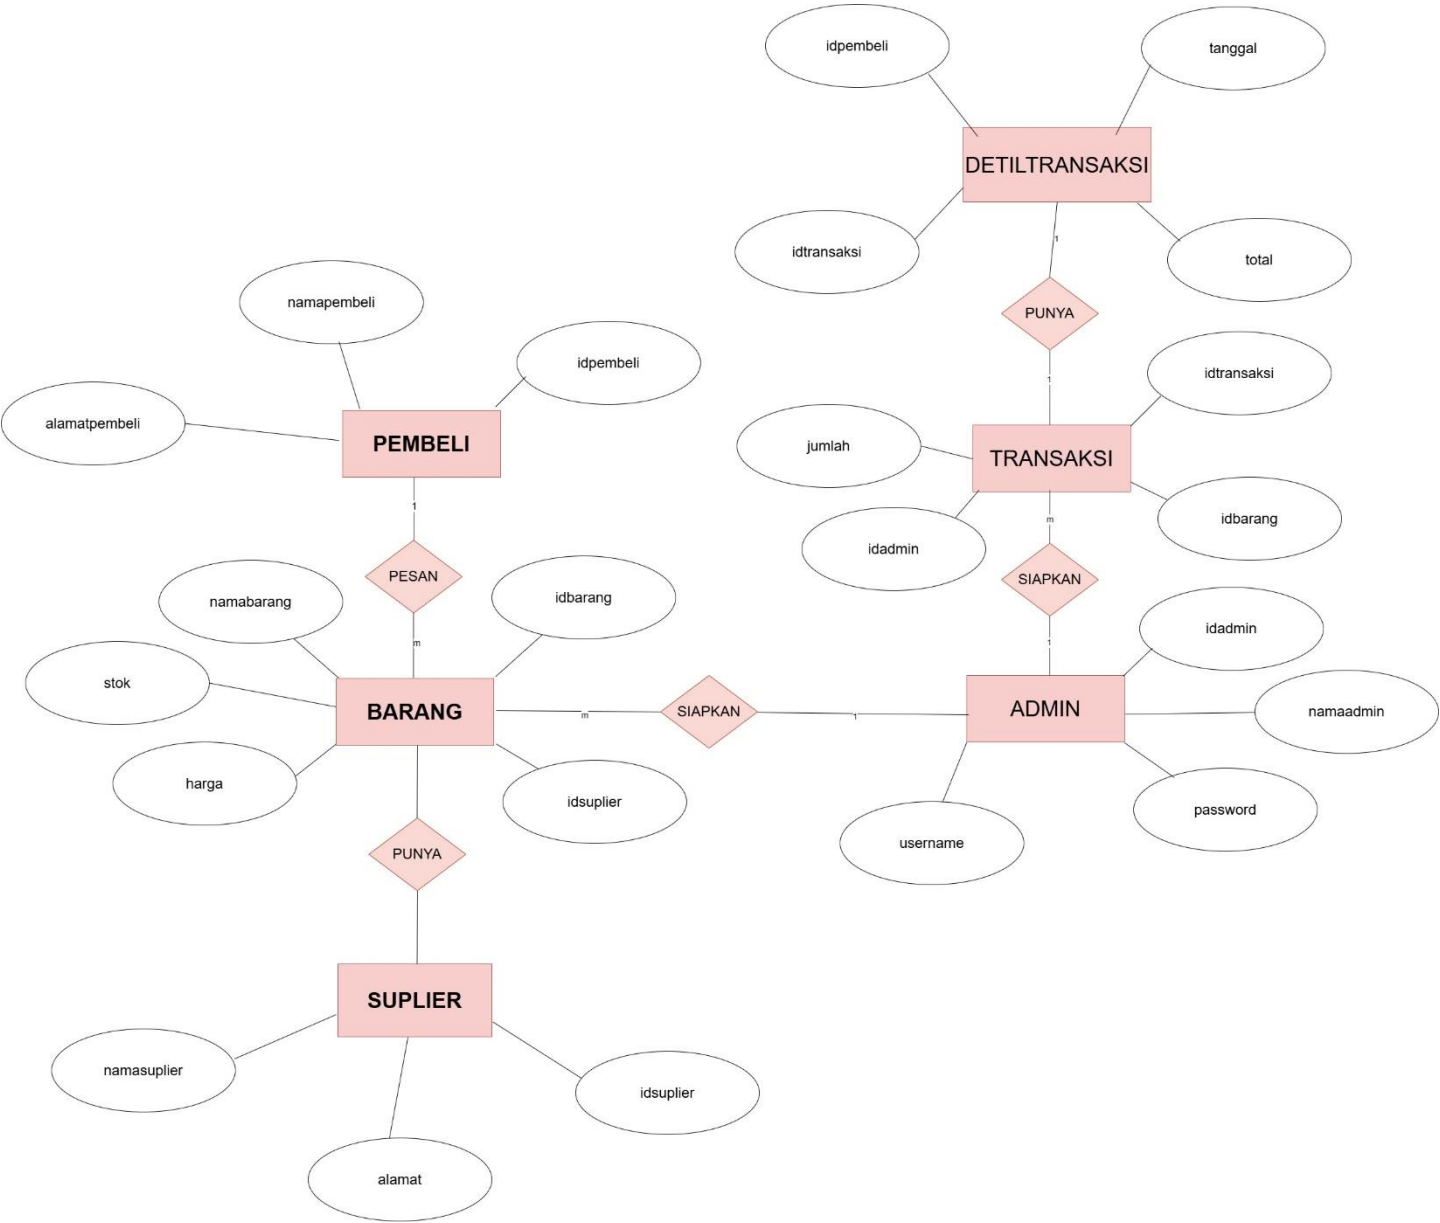 idpembeli
tanggal
DETILTRANSAKSI
idtransaksi
total
1
PUNYA
1
idtransaksi
jumlah
TRANSAKSI
idadmin
idbarang
m
SIAPKAN
1
namapembeli
idpembeli
alamatpembeli
PEMBELI
1
PESAN
m
namabarang
idbarang
stok
BARANG
harga
idsuplier
m
SIAPKAN
1
idadmin
ADMIN
namaadmin
password
username
PUNYA
SUPLIER
namasuplier
idsuplier
alamat